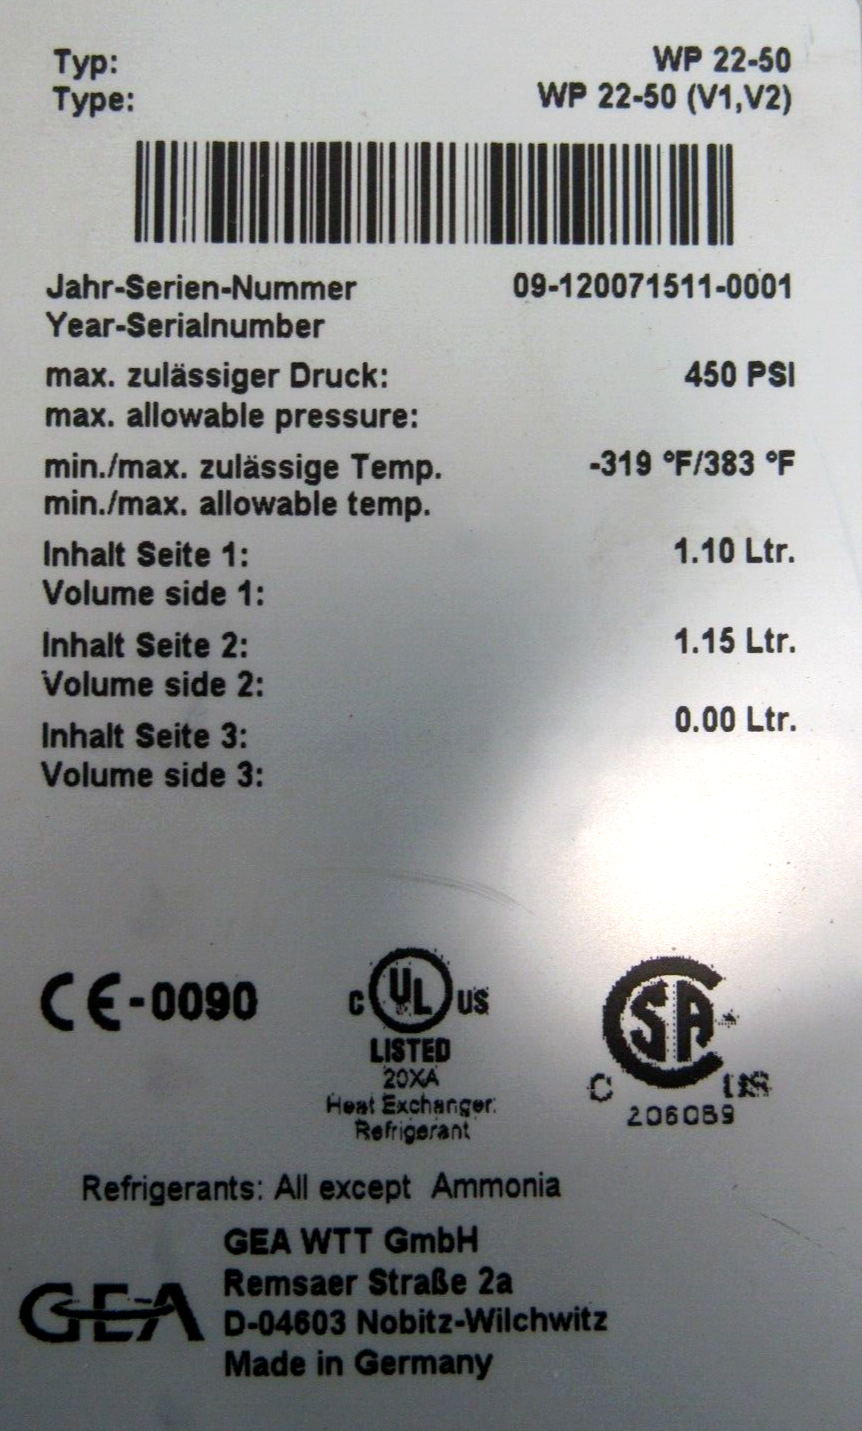 Typ: WP 22-50
Type: WP 22-50 (V1,V2)
Jahr-Serien-Nummer 09-120071511-0001
Year-Serialnumber
max. zulässiger Druck: 450 PSI
max. allowable pressure:
min./max. zulässige Temp. -319 °F/383 °F
min./max. allowable temp.
Inhalt Seite 1: 1.10 Ltr.
Volume side 1:
Inhalt Seite 2: 1.15 Ltr.
Volume side 2:
Inhalt Seite 3: 0.00 Ltr.
Volume side 3:
CE-0090
C UL US
LISTED
20XA
Heat Exchanger.
Refrigerant
CSA
C US
206089
Refrigerants: All except Ammonia
GEA WTT GmbH
GEA Remsaer Straße 2a
D-04603 Nobitz-Wilchwitz
Made in Germany